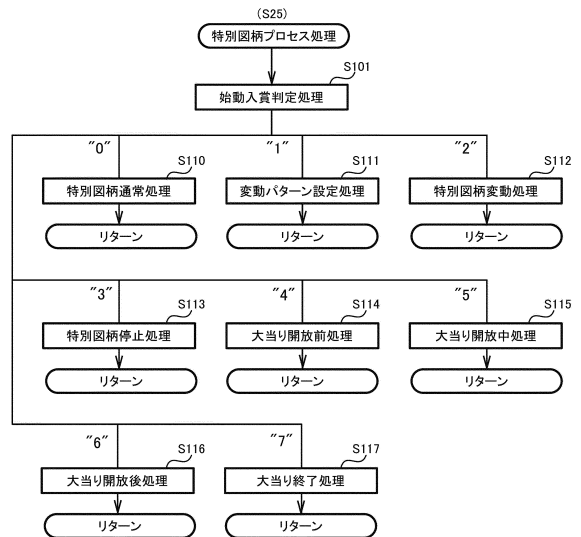 (S25)
特別図柄プロセス処理
S101
始動入賞判定処理
"0"
"1"
"2"
S110
S111
S112
特別図柄通常処理
変動パターン設定処理
特別図柄変動処理
リターン
リターン
リターン
"3"
"4"
"5"
S113
S114
S115
特別図柄停止処理
大当り開放前処理
大当り開放中処理
リターン
リターン
リターン
"6"
"7"
S116
S117
大当り開放後処理
大当り終了処理
リターン
リターン